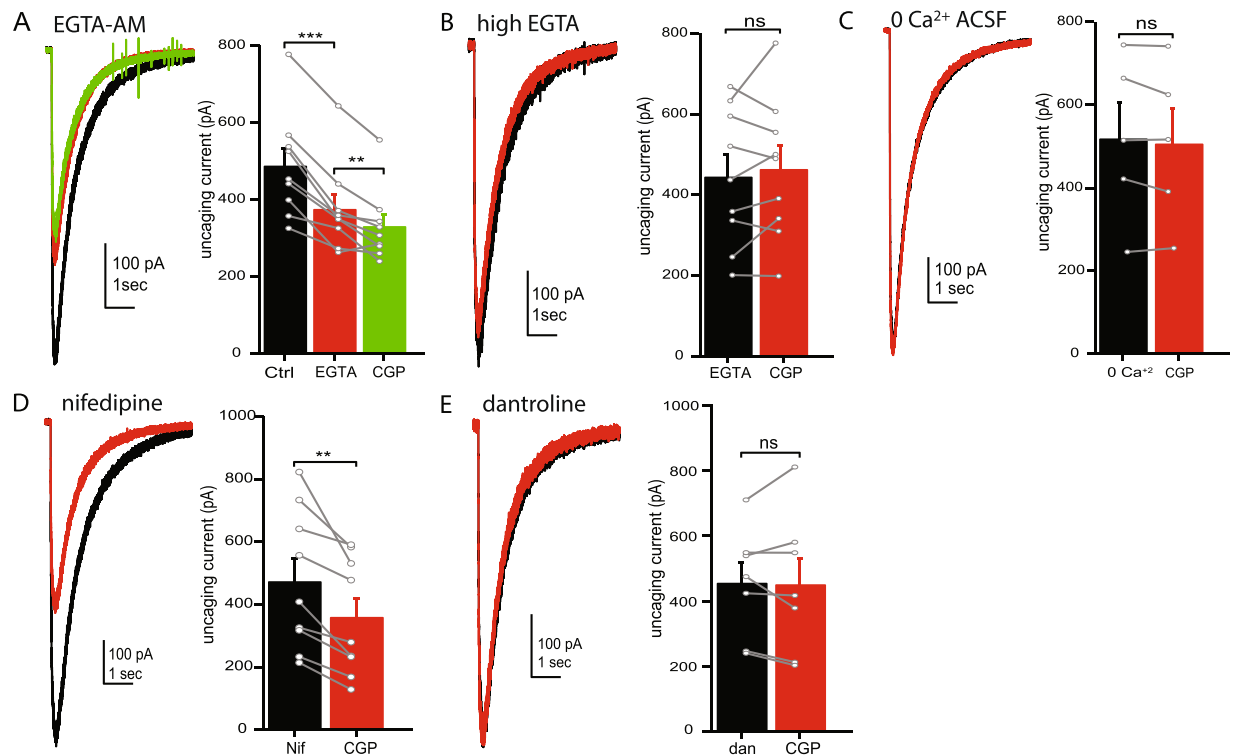 A
EGTA-AM
100 pA
1sec
uncaging current (pA)
800
600
400
200
0
***
**
Ctrl
EGTA
CGP
B
high EGTA
100 pA
1sec
uncaging current (pA)
800
600
400
200
0
ns
EGTA
CGP
C
0 Ca²⁺ ACSF
100 pA
1 sec
uncaging current (pA)
800
600
400
200
0
ns
0 Ca⁺²
CGP
D
nifedipine
100 pA
1 sec
uncaging current (pA)
1000
800
600
400
200
0
**
Nif
CGP
E
dantroline
100 pA
1 sec
uncaging current (pA)
1000
800
600
400
200
0
ns
dan
CGP